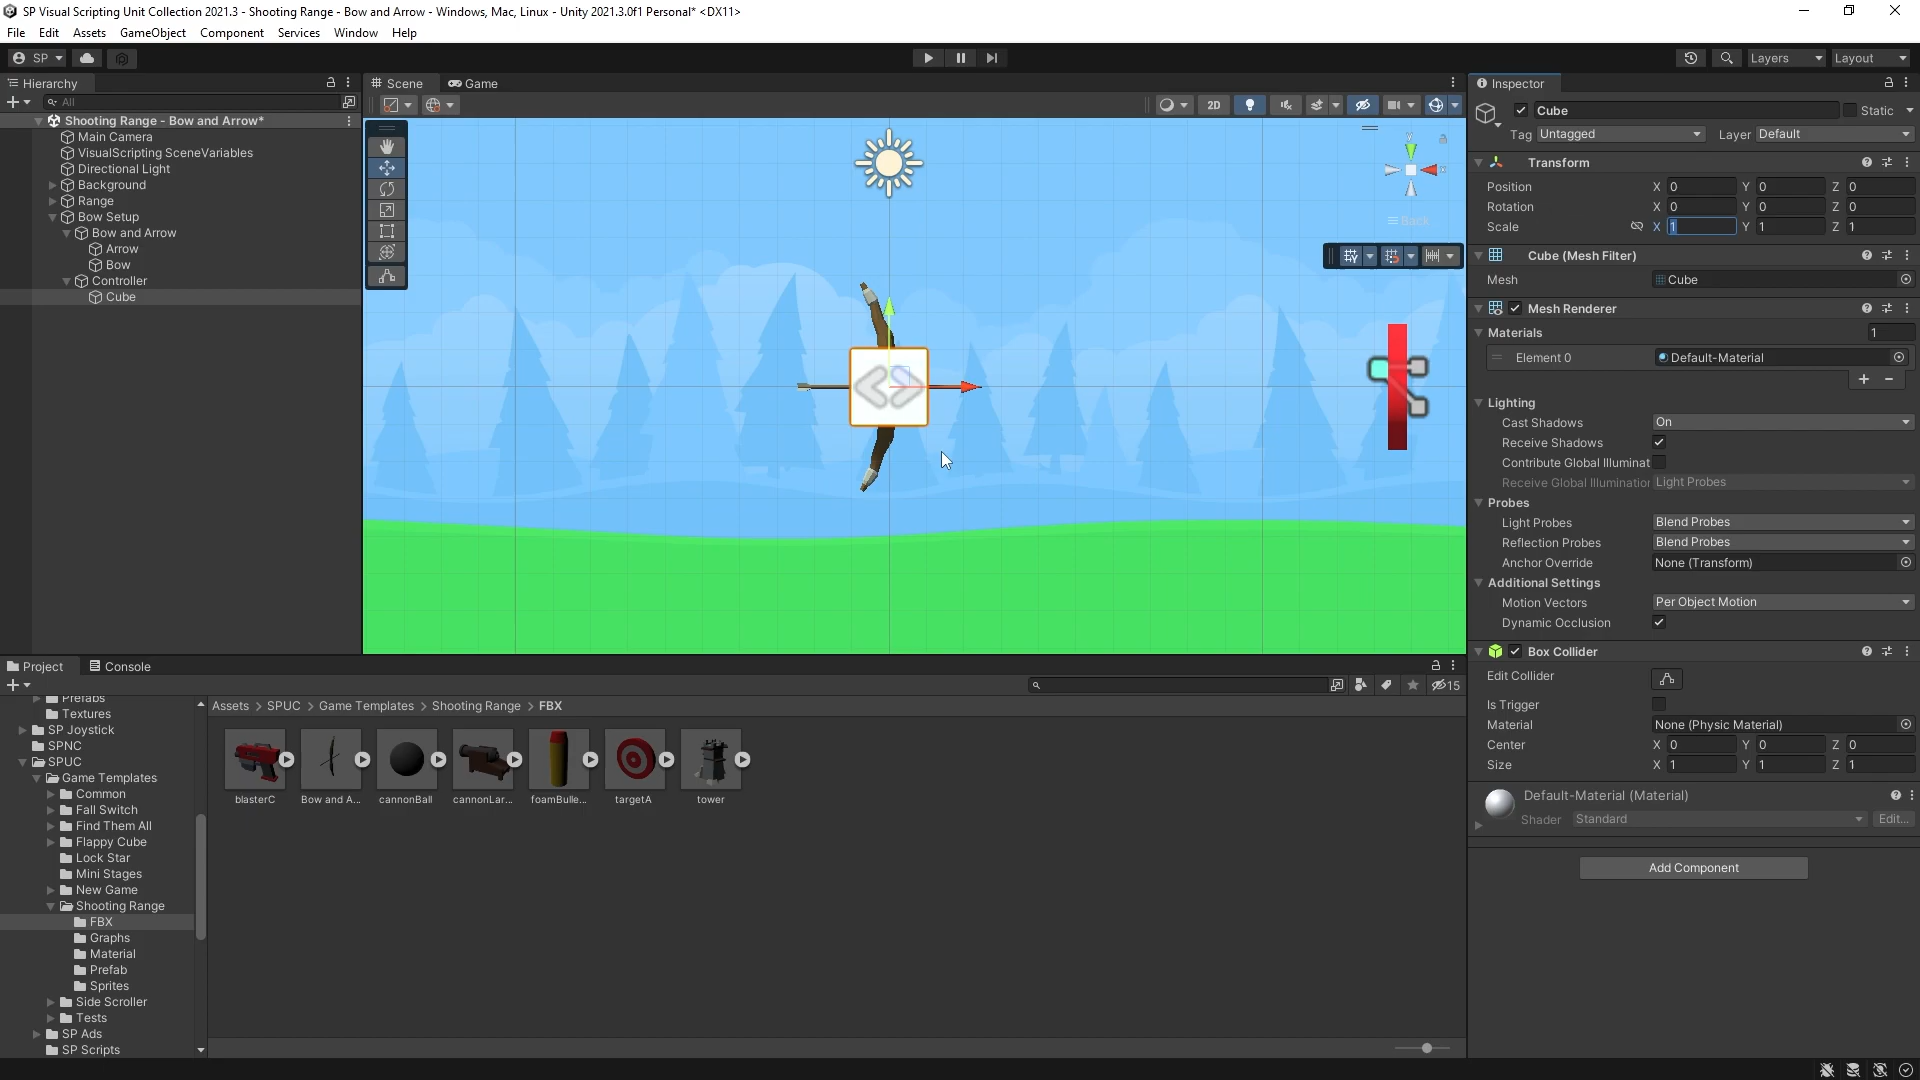 SP Visual Scripting Unit Collection 2021.3 - Shooting Range - Bow and Arrow - Windows, Mac, Linux - Unity 2021.3.0f1 Personal* <DX11>
File Edit Assets GameObject Component Services Window Help
SP Layers Layout
Hierarchy
All
Shooting Range - Bow and Arrow*
Main Camera
VisualScripting SceneVariables
Directional Light
Background
Range
Bow Setup
Bow and Arrow
Arrow
Bow
Controller
Cube
Scene Game
2D
y
x
Back
Inspector
Cube Static
Tag Untagged Layer Default
Transform
Position X 0 Y 0 Z 0
Rotation X 0 Y 0 Z 0
Scale X 1 Y 1 Z 1
Cube (Mesh Filter)
Mesh Cube
Mesh Renderer
Materials 1
Element 0 Default-Material
Lighting
Cast Shadows On
Receive Shadows
Contribute Global Illuminat
Receive Global Illumination Light Probes
Probes
Light Probes Blend Probes
Reflection Probes Blend Probes
Anchor Override None (Transform)
Additional Settings
Motion Vectors Per Object Motion
Dynamic Occlusion
Box Collider
Edit Collider
Is Trigger
Material None (Physic Material)
Center X 0 Y 0 Z 0
Size X 1 Y 1 Z 1
Default-Material (Material)
Shader Standard Edit...
Add Component
Project Console
15
Prefabs
Textures
SP Joystick
SPNC
SPUC
Game Templates
Common
Fall Switch
Find Them All
Flappy Cube
Lock Star
Mini Stages
New Game
Shooting Range
FBX
Graphs
Material
Prefab
Sprites
Side Scroller
Tests
SP Ads
SP Scripts
Assets > SPUC > Game Templates > Shooting Range > FBX
blasterC Bow and A... cannonBall cannonLar... foamBulle... targetA tower